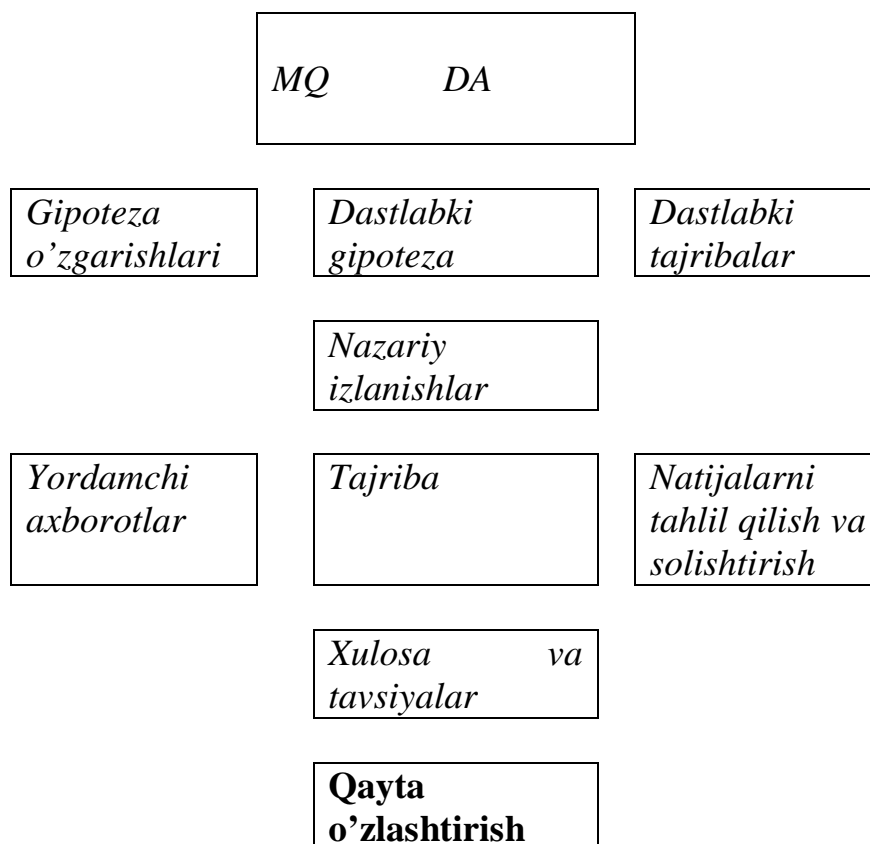 MQ DA
Gipoteza
o’zgarishlari
Dastlabki
gipoteza
Dastlabki
tajribalar
Nazariy
izlanishlar
Yordamchi
axborotlar
Tajriba
Natijalarni
tahlil qilish va
solishtirish
Xulosa va
tavsiyalar
Qayta
o’zlashtirish